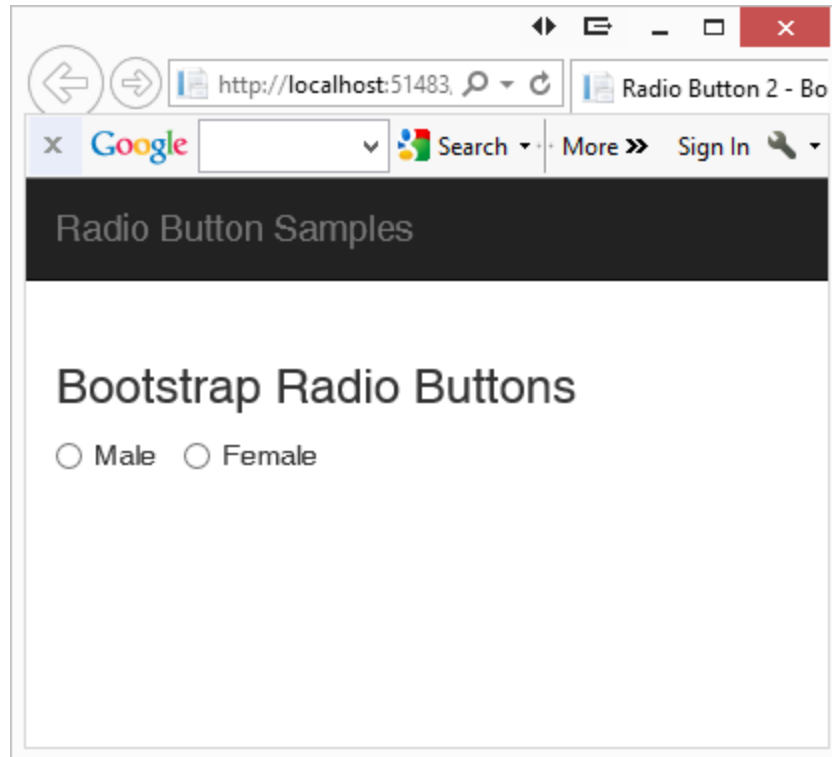 http://localhost:51483, Radio Button 2 - Bo
x Google Search More » Sign In
Radio Button Samples
Bootstrap Radio Buttons
Male Female